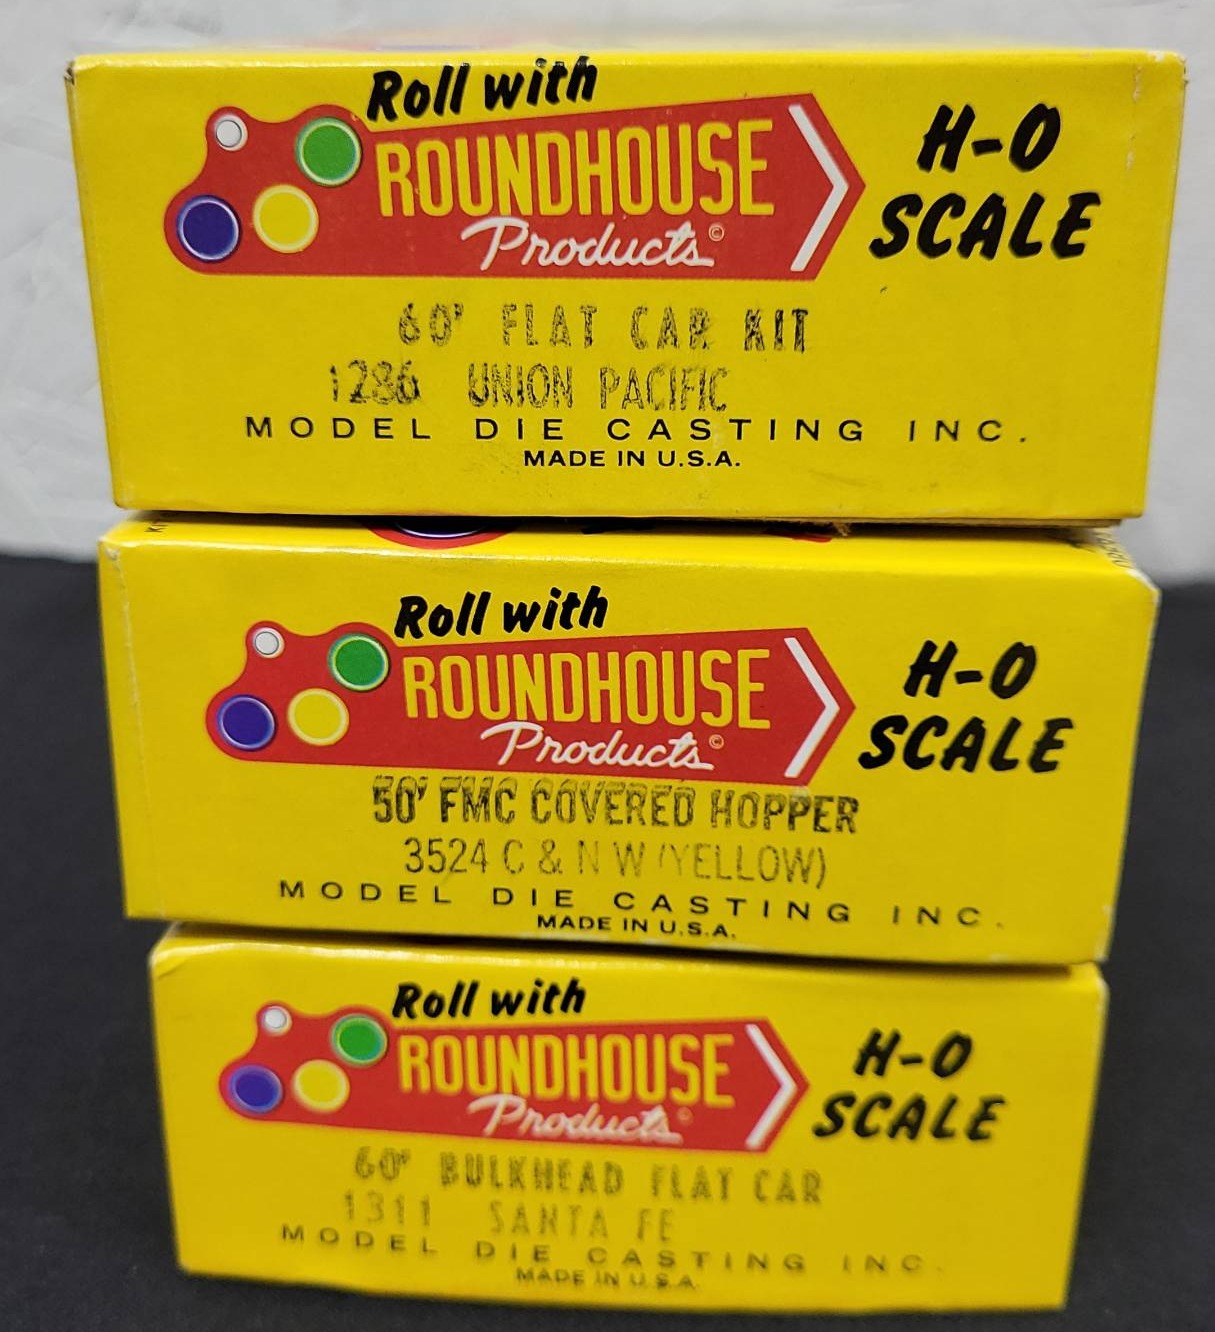 Roll with
ROUNDHOUSE
Products©
H-O
SCALE
60' FLAT CAR KIT
1286 UNION PACIFIC
MODEL DIE CASTING INC.
MADE IN U.S.A.
Roll with
ROUNDHOUSE
Products©
H-O
SCALE
50' FMC COVERED HOPPER
3524 C & N W (YELLOW)
MODEL DIE CASTING INC.
MADE IN U.S.A.
Roll with
ROUNDHOUSE
Products©
H-O
SCALE
60' BULKHEAD FLAT CAR
1311 SANTA FE
MODEL DIE CASTING INC.
MADE IN U.S.A.